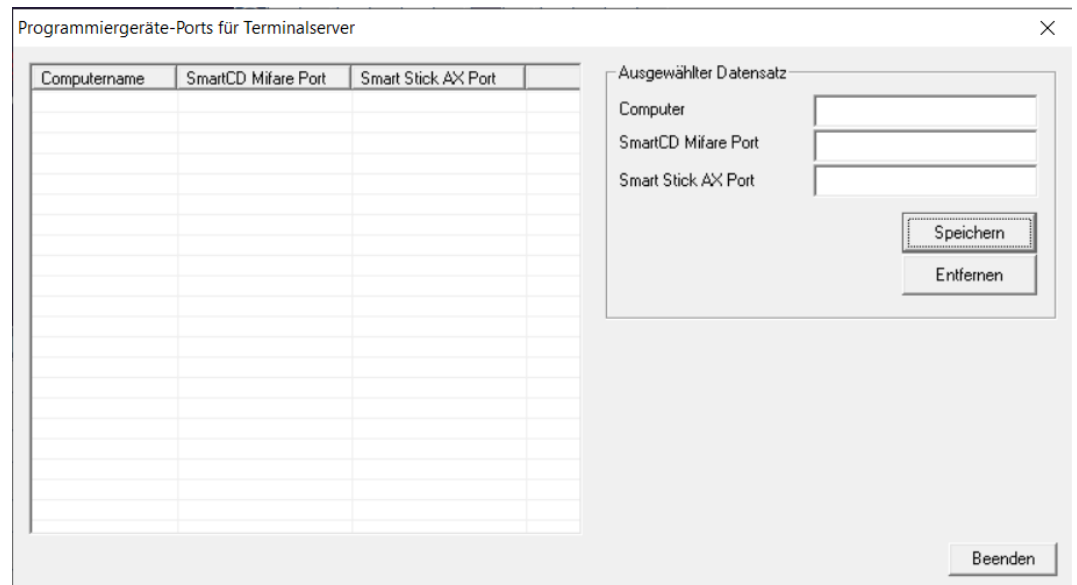 Programmiergeräte-Ports für Terminalserver
Computername SmartCD Mifare Port Smart Stick AX Port
Ausgewählter Datensatz
Computer
SmartCD Mifare Port
Smart Stick AX Port
Speichern
Entfernen
Beenden